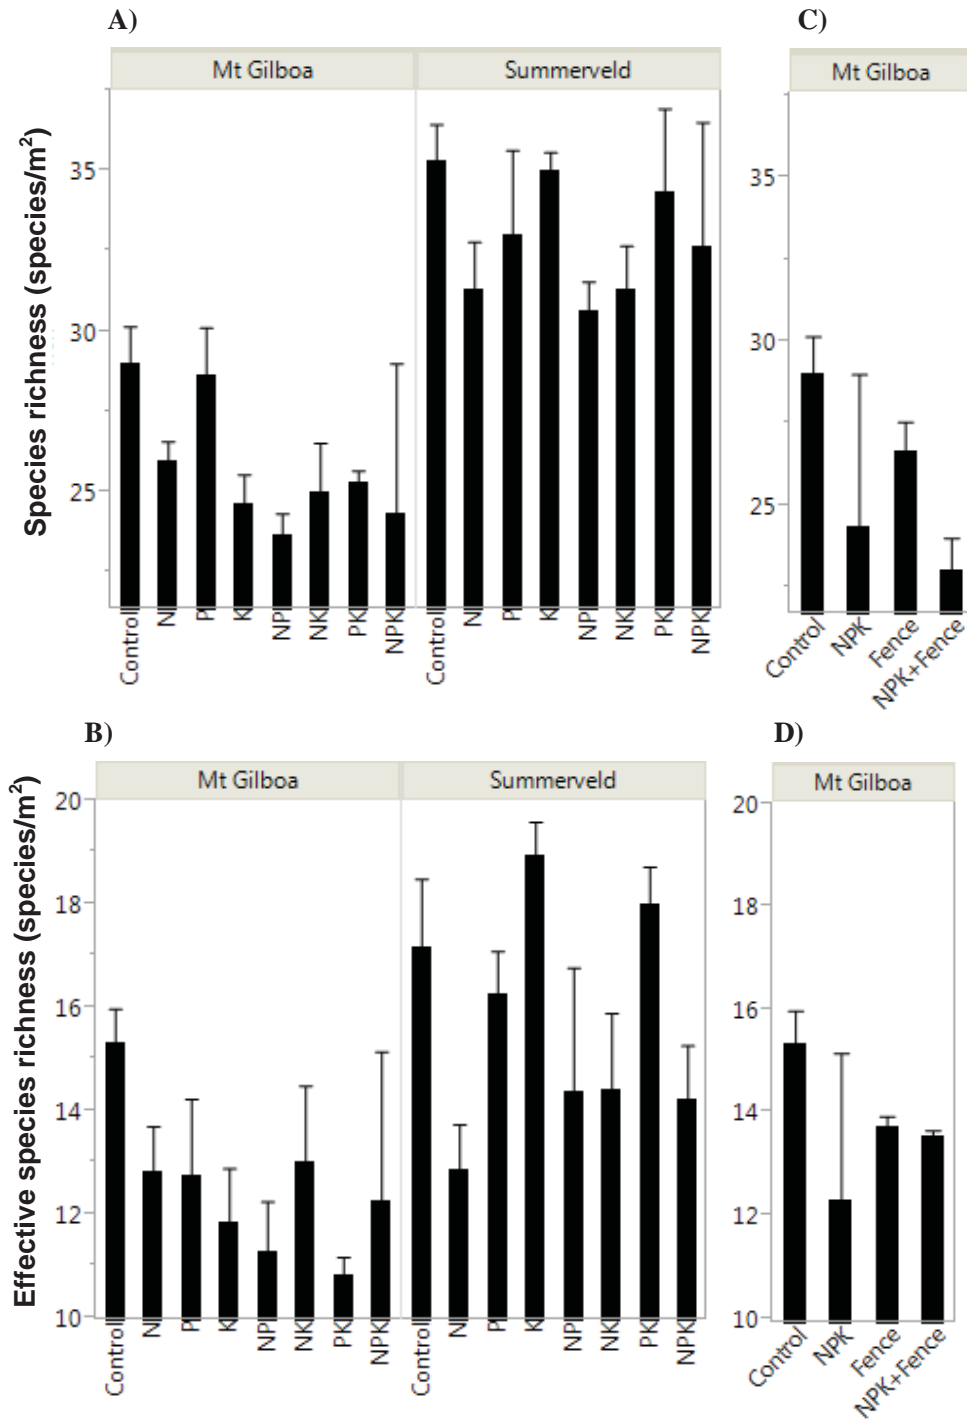 A)
C)
Mt Gilboa Summerveld
Mt Gilboa
Species richness (species/m²)
35
30
25
35
30
25
Control N P K NP NK PK NPK Control N P K NP NK PK NPK
Control NPK Fence NPK+Fence
B)
D)
Mt Gilboa Summerveld
Mt Gilboa
Effective species richness (species/m²)
20
18
16
14
12
10
20
18
16
14
12
10
Control N P K NP NK PK NPK Control N P K NP NK PK NPK
Control NPK Fence NPK+Fence